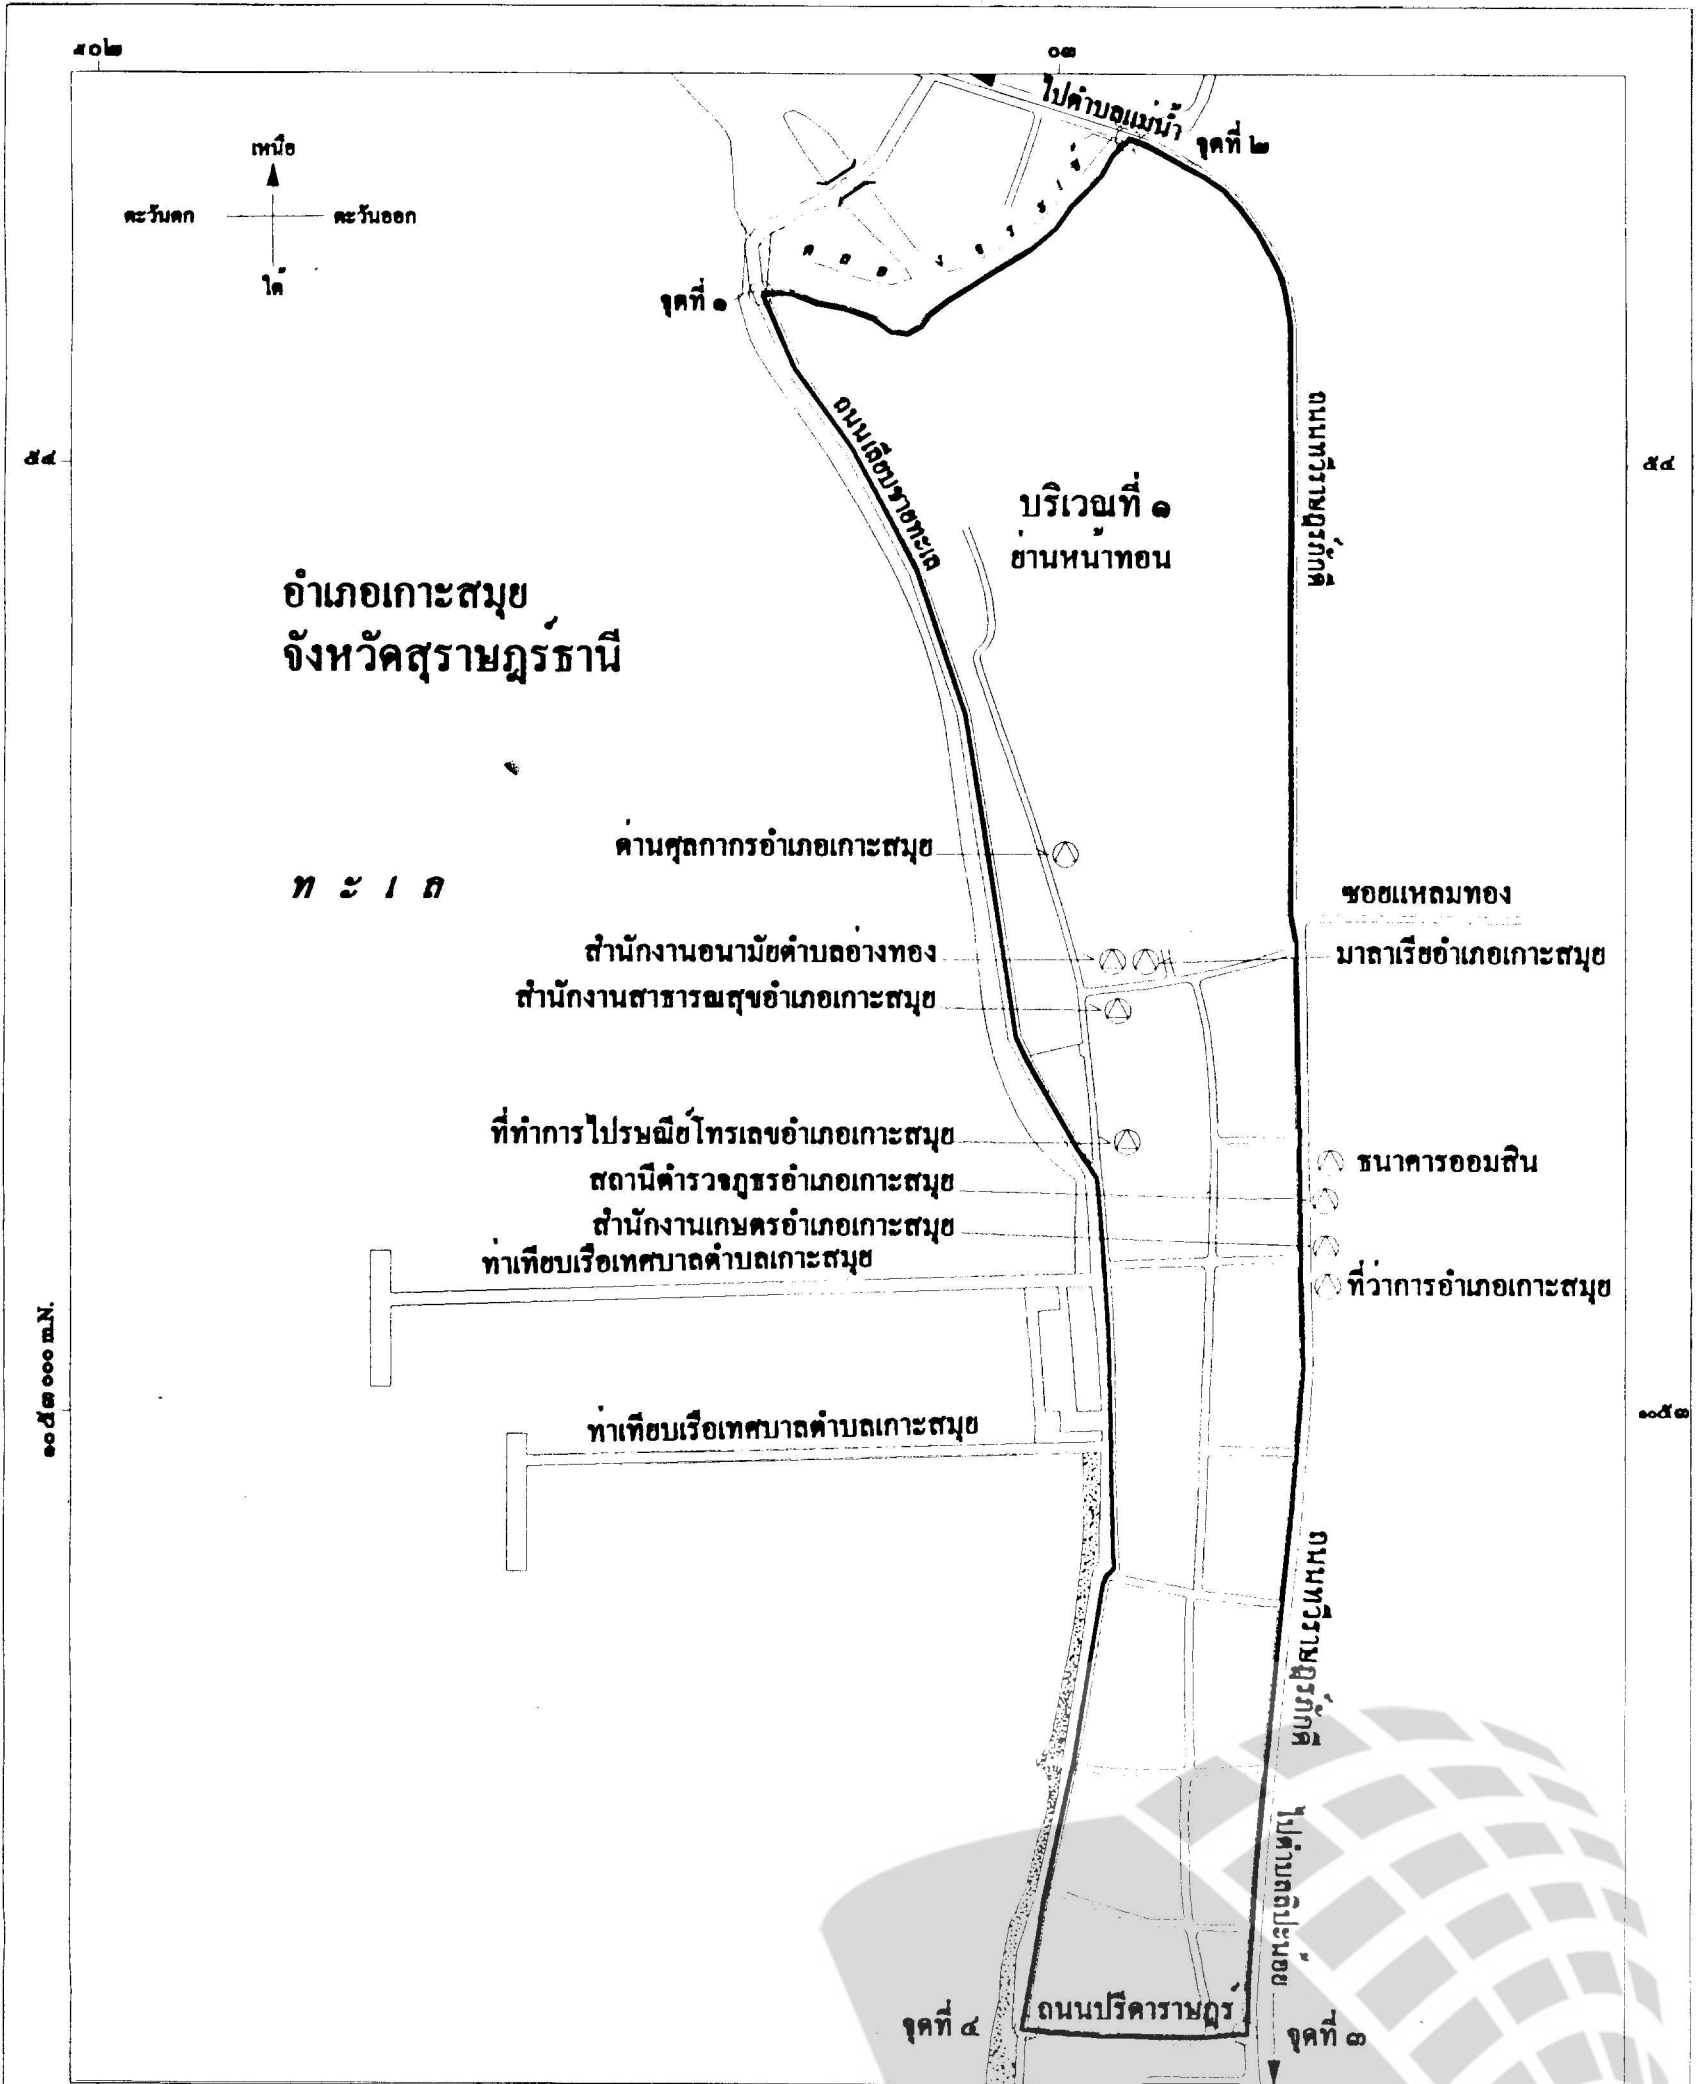 ๕๐๒
๐๓
ไปตำบลแม่น้ำ
จุดที่ ๒
เหนือ
ตะวันตก
ตะวันออก
ใต้
จุดที่ ๑
ถนนเลียบชายทะเล
ถนนทวีราษฎร์ภักดี
๕๔
๕๔
บริเวณที่ ๑
ย่านหน้าทอน
อำเภอเกาะสมุย
จังหวัดสุราษฎร์ธานี
ด่านศุลกากรอำเภอเกาะสมุย
ทะเล
ซอยแหลมทอง
สำนักงานอนามัยตำบลอ่างทอง
มาลาเรียอำเภอเกาะสมุย
สำนักงานสาธารณสุขอำเภอเกาะสมุย
ที่ทำการไปรษณีย์โทรเลขอำเภอเกาะสมุย
ธนาคารออมสิน
สถานีตำรวจภูธรอำเภอเกาะสมุย
สำนักงานเกษตรอำเภอเกาะสมุย
ท่าเทียบเรือเทศบาลตำบลเกาะสมุย
ที่ว่าการอำเภอเกาะสมุย
๑๐๕๓ ๐๐๐ m.N.
๑๐๕๓
ท่าเทียบเรือเทศบาลตำบลเกาะสมุย
ถนนทวีราษฎร์ภักดี
ไปตำบลลิปะน้อย
ถนนปรีดาราษฎร์
จุดที่ ๔
จุดที่ ๓